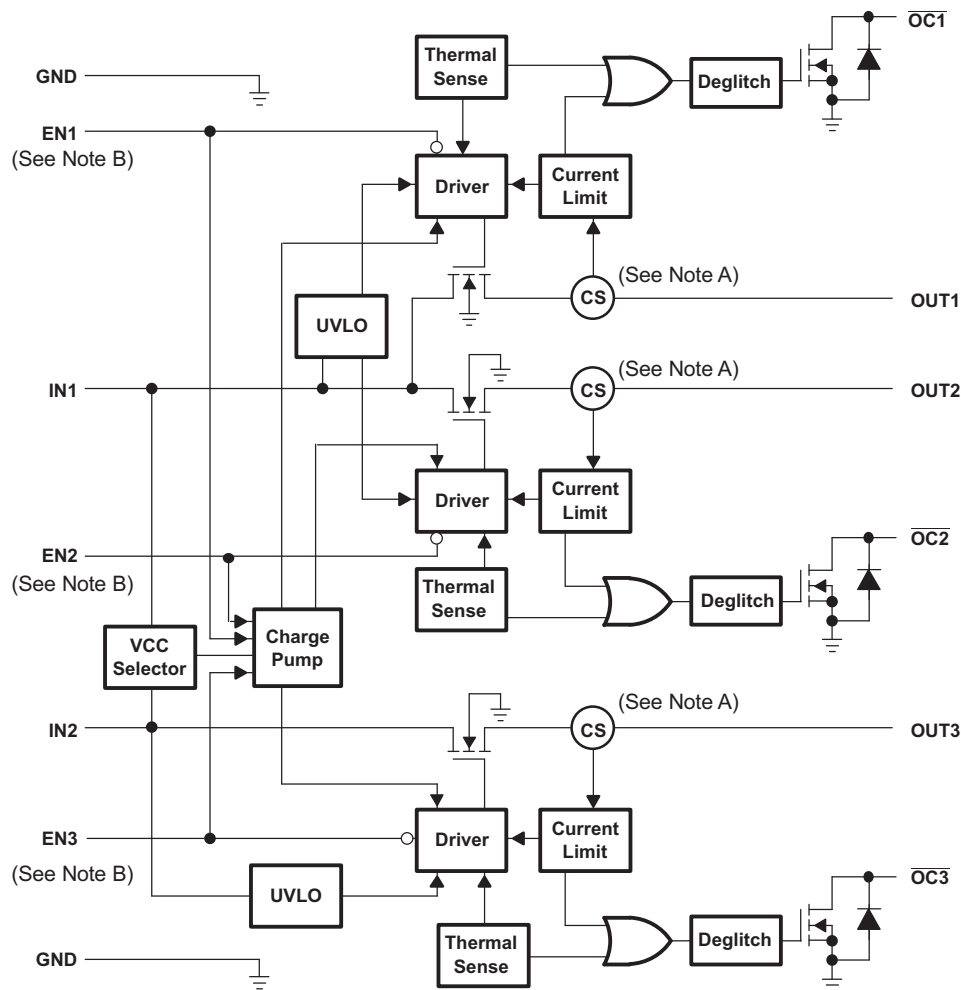 OC1
Thermal
Sense
GND
Deglitch
EN1
(See Note B)
Driver
Current
Limit
(See Note A)
CS
OUT1
UVLO
(See Note A)
IN1
CS
OUT2
Driver
Current
Limit
OC2
EN2
(See Note B)
Thermal
Sense
Deglitch
VCC
Selector
Charge
Pump
(See Note A)
IN2
CS
OUT3
EN3
Driver
Current
Limit
(See Note B)
OC3
UVLO
Thermal
Sense
Deglitch
GND